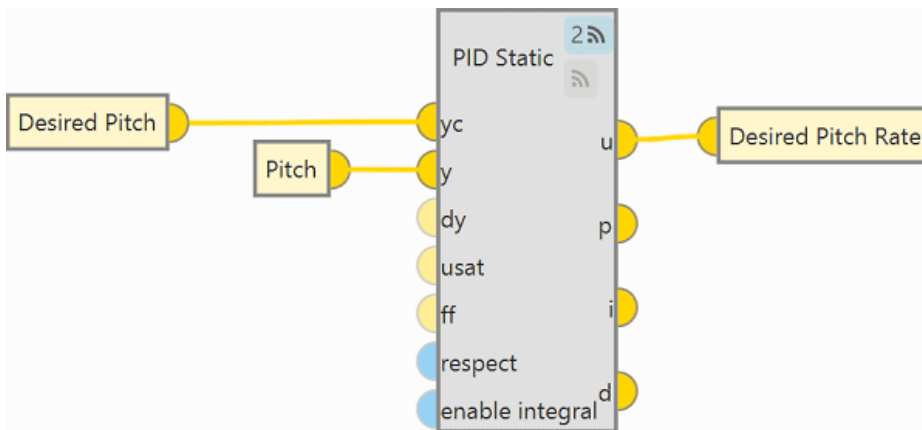 2
PID Static
Desired Pitch
yc
u
Desired Pitch Rate
Pitch
y
dy
p
usat
ff
i
respect
d
enable integral